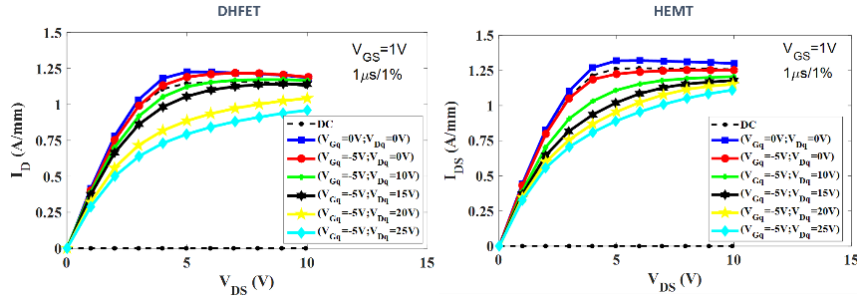 DHFET
1.5
1.25
1
0.75
0.5
0.25
0
I_D (A/mm)
V_GS=1V
1μs/1%
DC
(V_Gq=0V;V_Dq=0V)
(V_Gq=-5V;V_Dq=0V)
(V_Gq=-5V;V_Dq=10V)
(V_Gq=-5V;V_Dq=15V)
(V_Gq=-5V;V_Dq=20V)
(V_Gq=-5V;V_Dq=25V)
0 5 10 15
V_DS (V)
HEMT
1.5
1.25
1
0.75
0.5
0.25
0
I_DS (A/mm)
V_GS=1V
1μs/1%
DC
(V_Gq=0V;V_Dq=0V)
(V_Gq=-5V;V_Dq=0V)
(V_Gq=-5V;V_Dq=10V)
(V_Gq=-5V;V_Dq=15V)
(V_Gq=-5V;V_Dq=20V)
(V_Gq=-5V;V_Dq=25V)
0 5 10 15
V_DS (V)